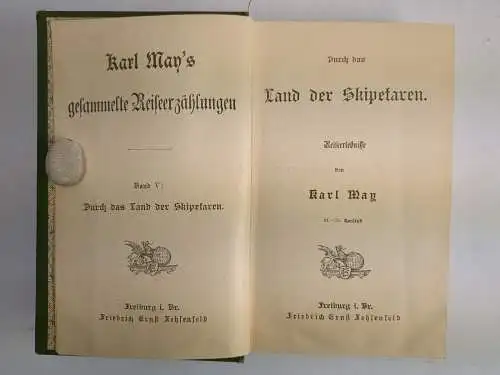 Karl May's
gesammelte Reiseerzählungen
Band V:
Durch das Land der Skipetaren.
Freiburg i. Br.
Friedrich Ernst Fehsenfeld
Durch das
Land der Skipetaren.
Reiseerlebnisse
von
Karl May
Freiburg i. Br.
Friedrich Ernst Fehsenfeld